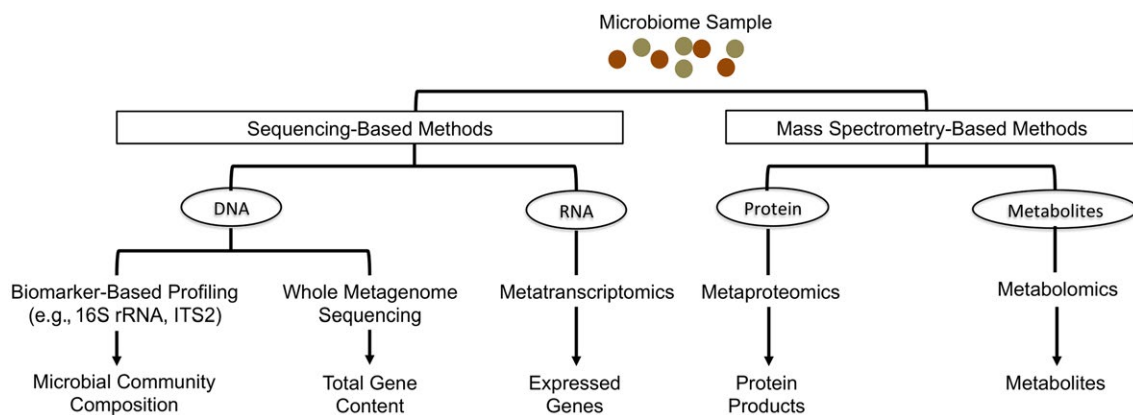 Microbiome Sample
Sequencing-Based Methods
Mass Spectrometry-Based Methods
DNA
RNA
Protein
Metabolites
Biomarker-Based Profiling
(e.g., 16S rRNA, ITS2)
Whole Metagenome
Sequencing
Metatranscriptomics
Metaproteomics
Metabolomics
Microbial Community
Composition
Total Gene
Content
Expressed
Genes
Protein
Products
Metabolites